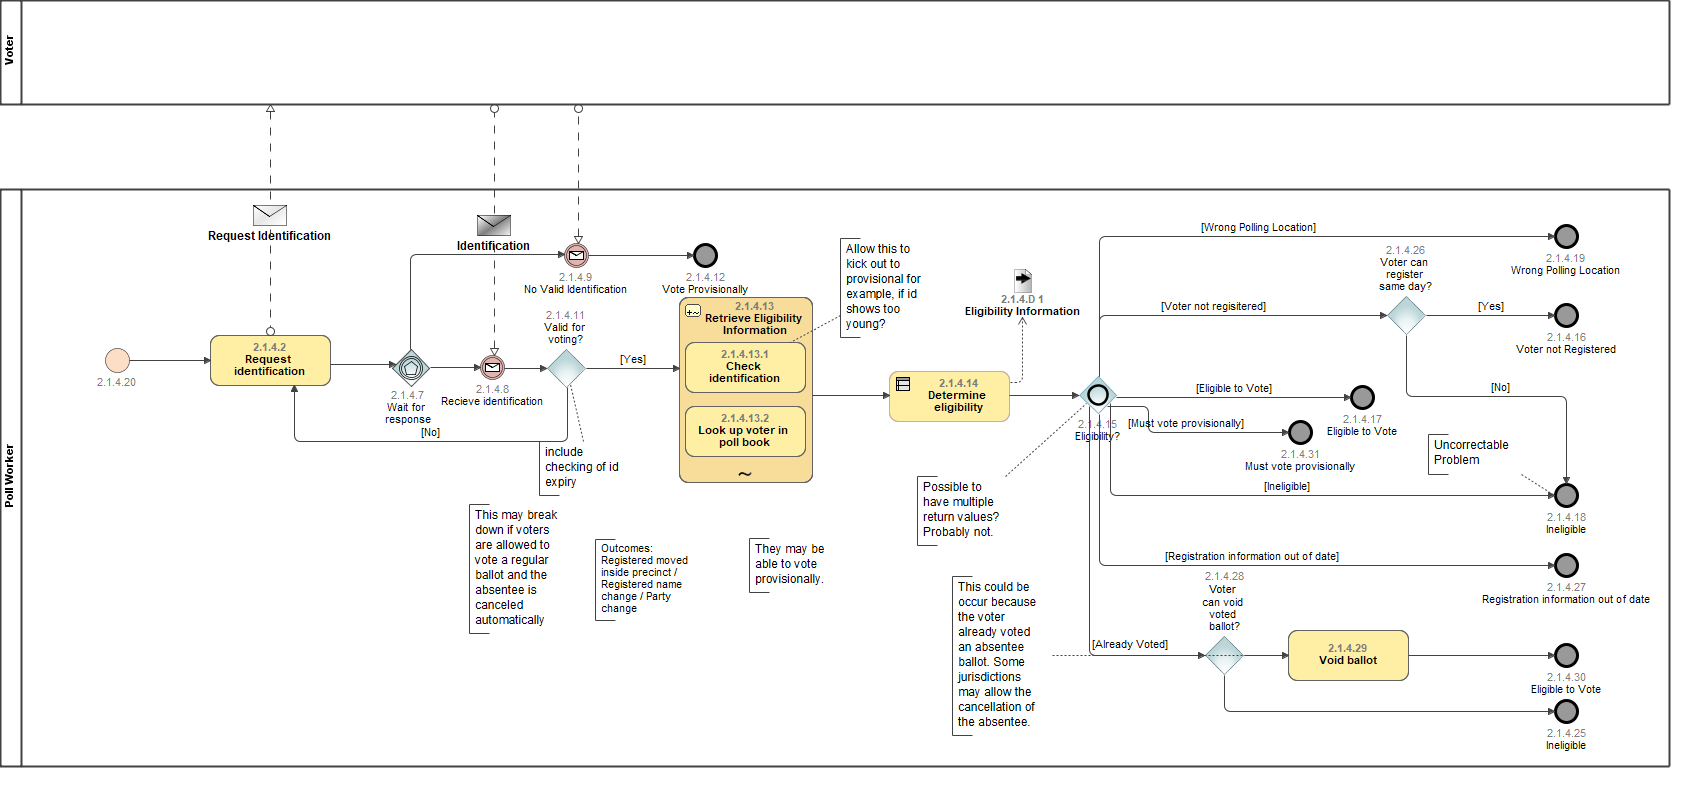 Voter
Poll Worker
Request Identification
Identification
2.1.4.20
2.1.4.2
Request
identification
2.1.4.7
Wait for
response
2.1.4.9
No Valid Identification
2.1.4.12
Vote Provisionally
2.1.4.8
Recieve identification
2.1.4.11
Valid for
voting?
[Yes]
[No]
include
checking of id
expiry
2.1.4.13
Retrieve Eligibility
Information
2.1.4.13.1
Check
identification
2.1.4.13.2
Look up voter in
poll book
Allow this to
kick out to
provisional for
example, if id
shows too
young?
This may break
down if voters
are allowed to
vote a regular
ballot and the
absentee is
canceled
automatically
Outcomes:
Registered moved
inside precinct /
Registered name
change / Party
change
They may be
able to vote
provisionally.
2.1.4.14
Determine
eligibility
2.1.4.D 1
Eligibility Information
2.1.4.15
Eligibility?
Possible to
have multiple
return values?
Probably not.
This could be
occur because
the voter
already voted
an absentee
ballot. Some
jurisdictions
may allow the
cancellation of
the absentee.
[Wrong Polling Location]
2.1.4.19
Wrong Polling Location
[Voter not regisitered]
2.1.4.26
Voter can
register
same day?
[Yes]
2.1.4.16
Voter not Registered
[No]
[Eligible to Vote]
2.1.4.17
Eligible to Vote
[Must vote provisionally]
2.1.4.31
Must vote provisionally
Uncorrectable
Problem
[Ineligible]
2.1.4.18
Ineligible
[Registration information out of date]
2.1.4.27
Registration information out of date
[Already Voted]
2.1.4.28
Voter
can void
voted
ballot?
2.1.4.29
Void ballot
2.1.4.30
Eligible to Vote
2.1.4.25
Ineligible